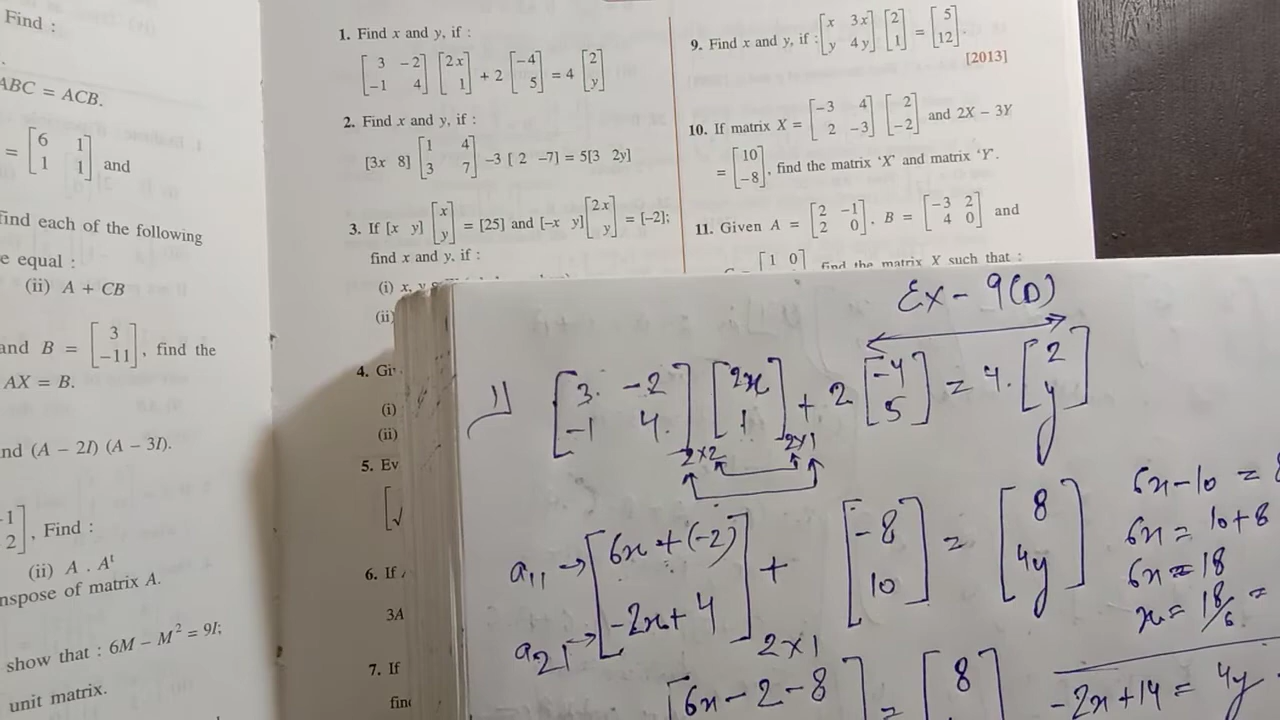 Find :
ABC = ACB.
= [6 1
1 1] and
find each of the following
e equal :
(ii) A + CB
and B = [3
-11], find the
AX = B.
nd (A – 2I) (A – 3I).
-1
2], Find :
(ii) A . Aᵗ
nspose of matrix A.
show that : 6M – M² = 9I;
unit matrix.
1. Find x and y, if :
[3 –2
–1 4] [2x
1] + 2 [–4
5] = 4 [2
y]
2. Find x and y, if :
[3x 8] [1 4
3 7] –3 [2 –7] = 5[3 2y]
3. If [x y] [x
y] = [25] and [–x y] [2x
y] = [–2];
find x and y, if :
(i) x, y
(ii)
4. Gi
(i)
(ii)
5. Ev
[√
6. If
3A
7. If
find
9. Find x and y, if : [x 3x
y 4y] [2
1] = [5
12].
[2013]
10. If matrix X = [–3 4
2 –3] [2
–2] and 2X – 3Y
= [10
–8], find the matrix 'X' and matrix 'Y'.
11. Given A = [2 –1
2 0], B = [–3 2
4 0] and
[1 0] find the matrix X such that :
Ex - 9(D)
1) [3. -2
-1 4.] [2x
1] + 2 [-4
5] = 4. [2
y]
2×2 2×1
a11 → [6x + (-2)
a21 → -2x + 4] + [-8
10] = [8
4y]
2×1
[6x - 2 - 8] = [8
6x - 10 = 8
6x = 10 + 8
6x = 18
x = 18/6 =
-2x + 14 = 4y